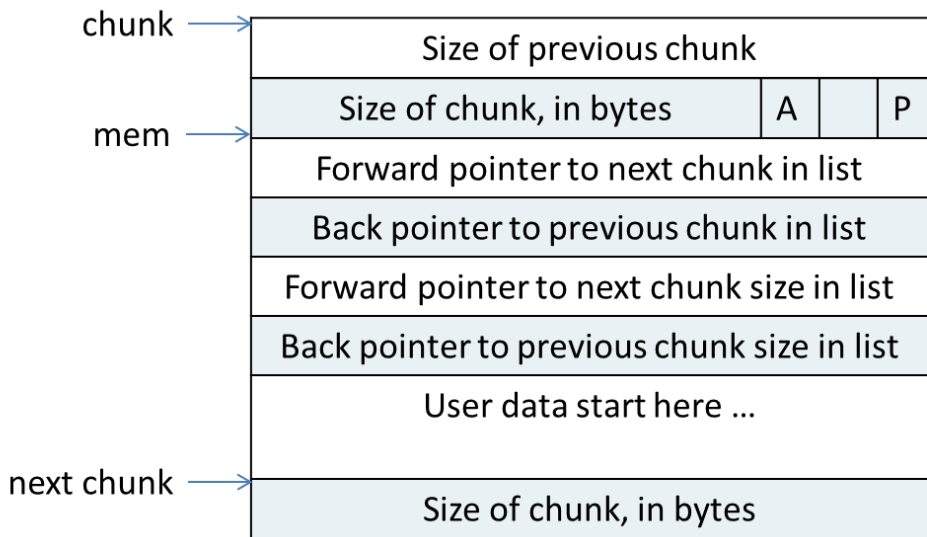 chunk
Size of previous chunk
Size of chunk, in bytes A P
mem
Forward pointer to next chunk in list
Back pointer to previous chunk in list
Forward pointer to next chunk size in list
Back pointer to previous chunk size in list
User data start here ...
next chunk
Size of chunk, in bytes